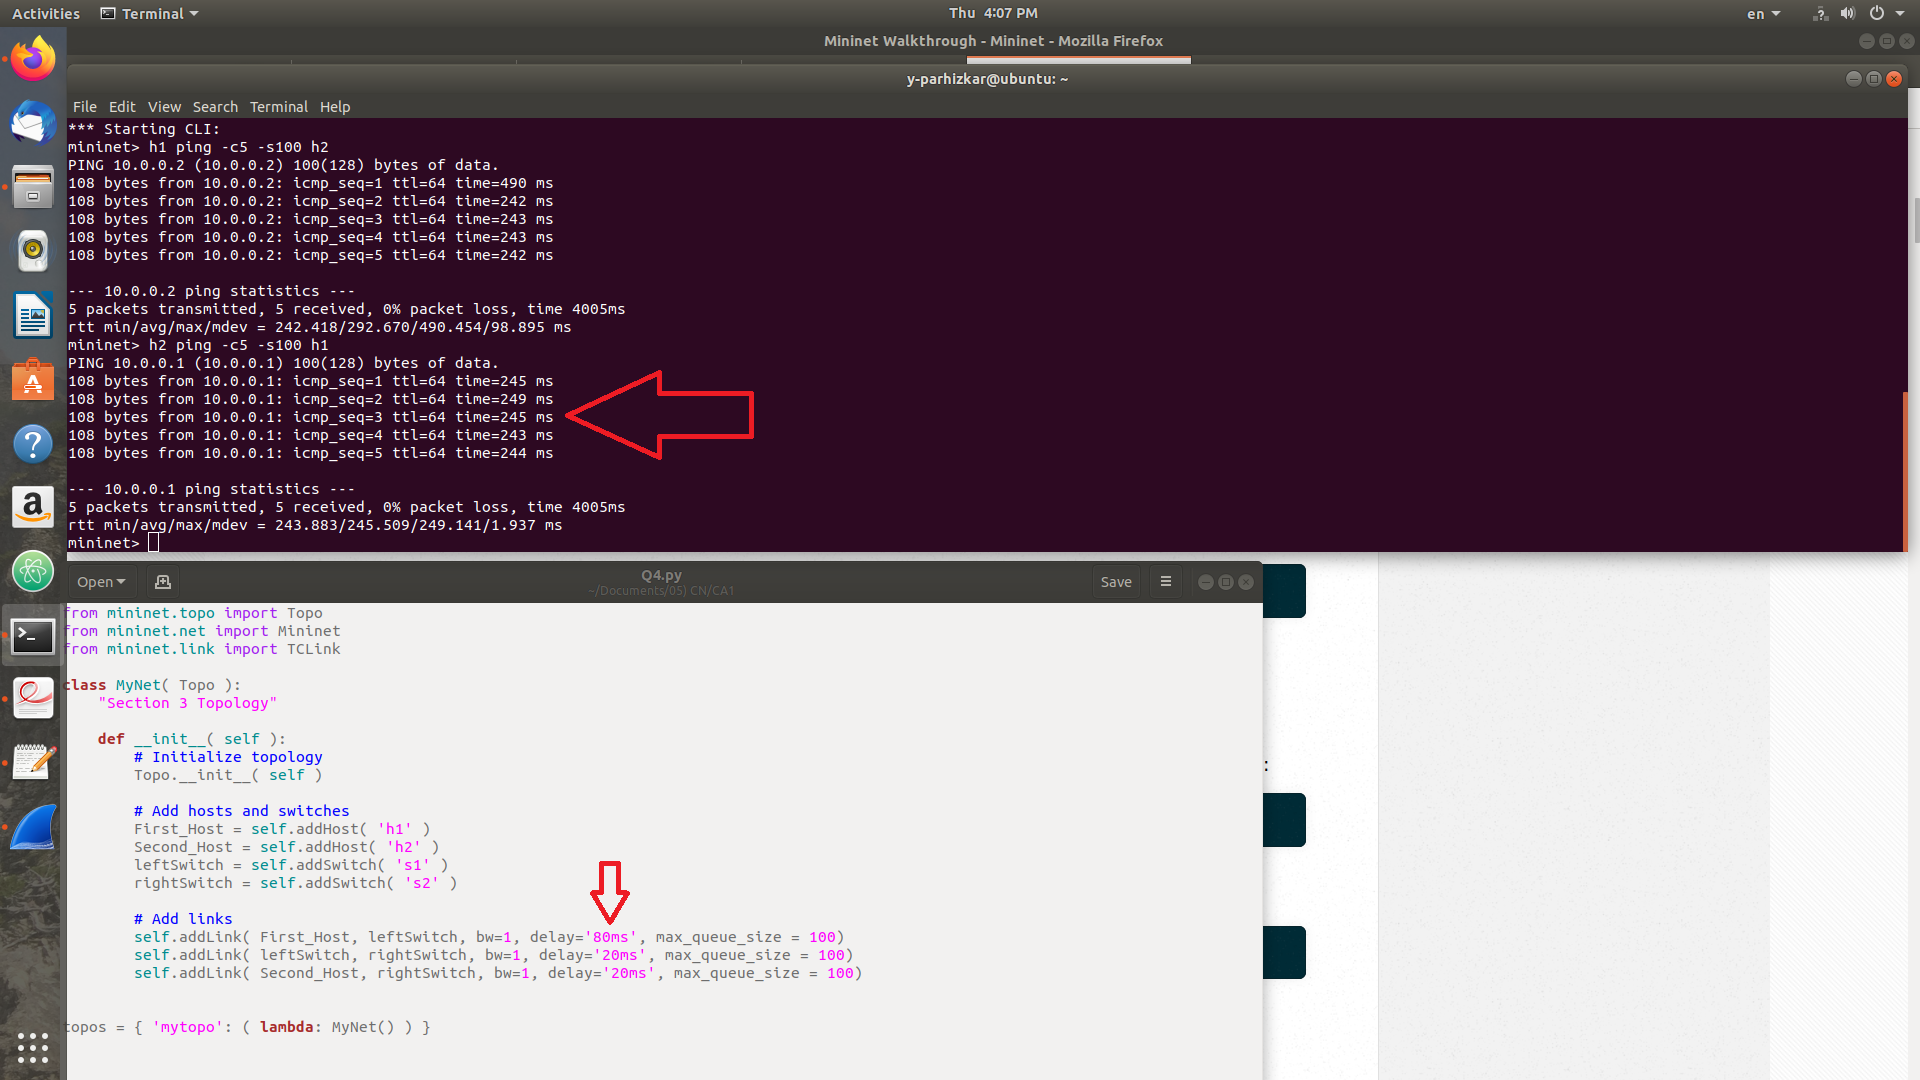 Activities
Terminal
Thu 4:07 PM
en
Mininet Walkthrough - Mininet - Mozilla Firefox
y-parhizkar@ubuntu: ~
File Edit View Search Terminal Help
*** Starting CLI:
mininet> h1 ping -c5 -s100 h2
PING 10.0.0.2 (10.0.0.2) 100(128) bytes of data.
108 bytes from 10.0.0.2: icmp_seq=1 ttl=64 time=490 ms
108 bytes from 10.0.0.2: icmp_seq=2 ttl=64 time=242 ms
108 bytes from 10.0.0.2: icmp_seq=3 ttl=64 time=243 ms
108 bytes from 10.0.0.2: icmp_seq=4 ttl=64 time=243 ms
108 bytes from 10.0.0.2: icmp_seq=5 ttl=64 time=242 ms
--- 10.0.0.2 ping statistics ---
5 packets transmitted, 5 received, 0% packet loss, time 4005ms
rtt min/avg/max/mdev = 242.418/292.670/490.454/98.895 ms
mininet> h2 ping -c5 -s100 h1
PING 10.0.0.1 (10.0.0.1) 100(128) bytes of data.
108 bytes from 10.0.0.1: icmp_seq=1 ttl=64 time=245 ms
108 bytes from 10.0.0.1: icmp_seq=2 ttl=64 time=249 ms
108 bytes from 10.0.0.1: icmp_seq=3 ttl=64 time=245 ms
108 bytes from 10.0.0.1: icmp_seq=4 ttl=64 time=243 ms
108 bytes from 10.0.0.1: icmp_seq=5 ttl=64 time=244 ms
--- 10.0.0.1 ping statistics ---
5 packets transmitted, 5 received, 0% packet loss, time 4005ms
rtt min/avg/max/mdev = 243.883/245.509/249.141/1.937 ms
mininet>
Open
Q4.py
~/Documents/05) CN/CA1
Save
from mininet.topo import Topo
from mininet.net import Mininet
from mininet.link import TCLink
class MyNet( Topo ):
"Section 3 Topology"
def __init__( self ):
# Initialize topology
Topo.__init__( self )
# Add hosts and switches
First_Host = self.addHost( 'h1' )
Second_Host = self.addHost( 'h2' )
leftSwitch = self.addSwitch( 's1' )
rightSwitch = self.addSwitch( 's2' )
# Add links
self.addLink( First_Host, leftSwitch, bw=1, delay='80ms', max_queue_size = 100)
self.addLink( leftSwitch, rightSwitch, bw=1, delay='20ms', max_queue_size = 100)
self.addLink( Second_Host, rightSwitch, bw=1, delay='20ms', max_queue_size = 100)
topos = { 'mytopo': ( lambda: MyNet() ) }
: